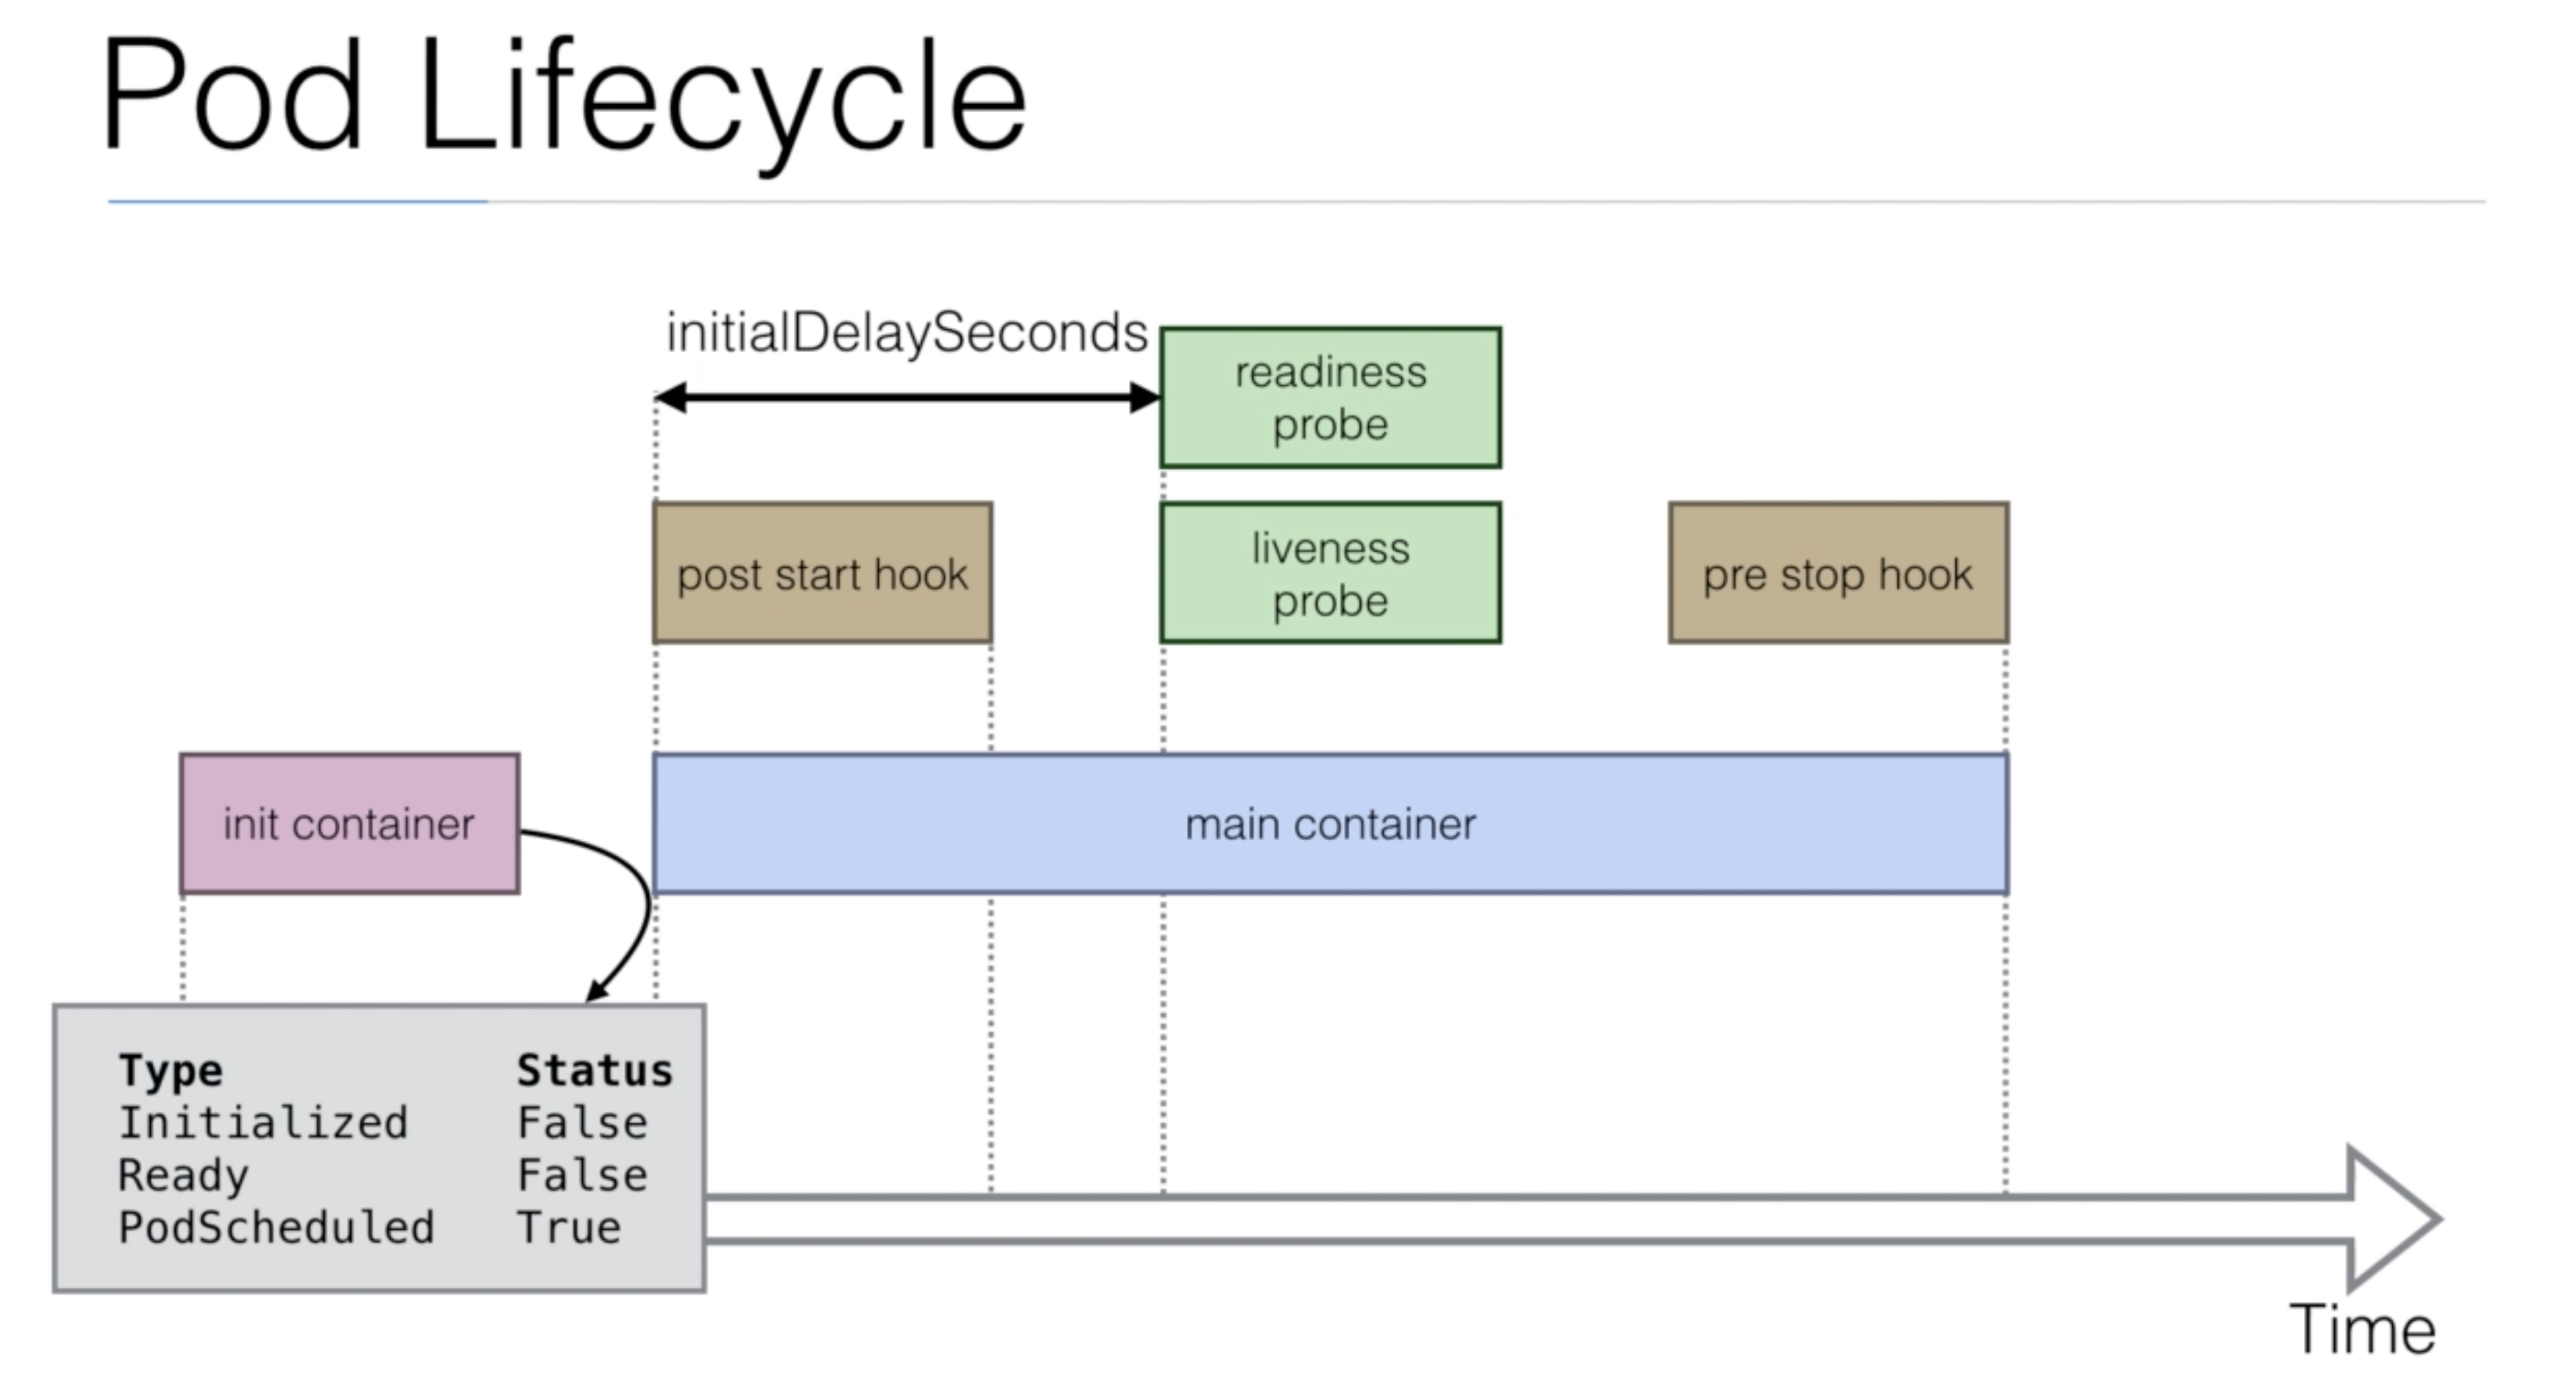 Pod Lifecycle
initialDelaySeconds
readiness
probe
post start hook
liveness
probe
pre stop hook
init container
main container
Type Status
Initialized False
Ready False
PodScheduled True
Time